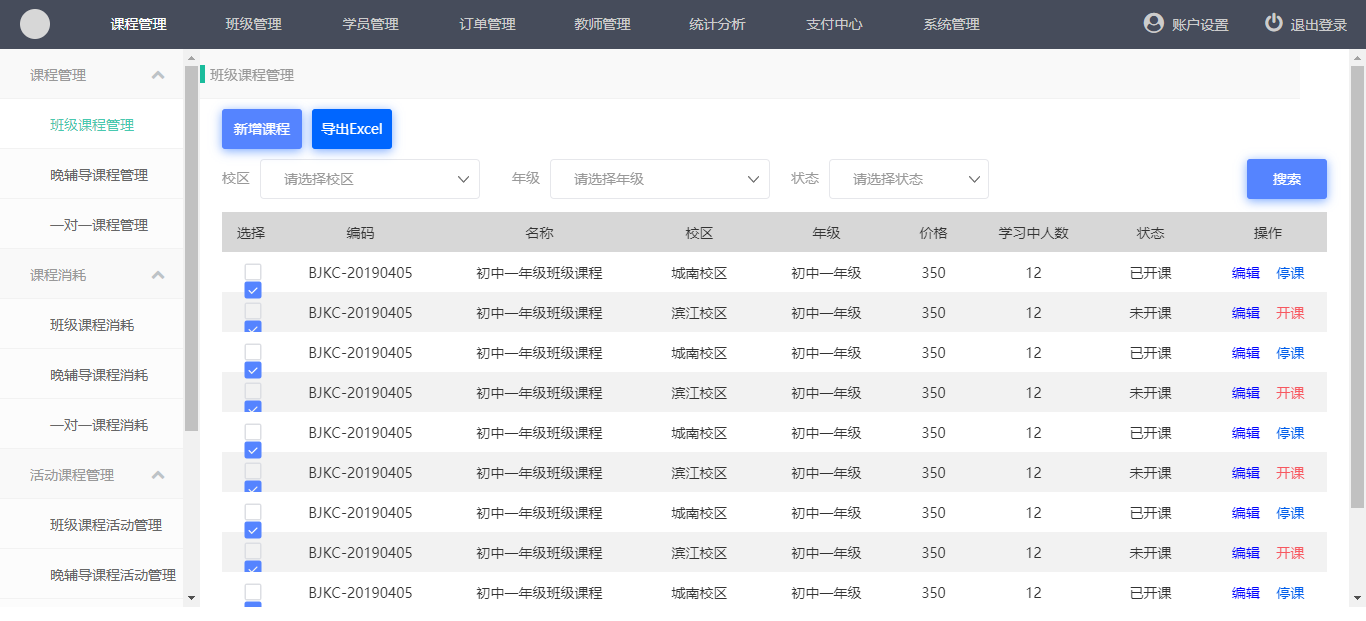 课程管理 班级管理 学员管理 订单管理 教师管理 统计分析 支付中心 系统管理 账户设置 退出登录
课程管理
班级课程管理
晚辅导课程管理
一对一课程管理
课程消耗
班级课程消耗
晚辅导课程消耗
一对一课程消耗
活动课程管理
班级课程活动管理
晚辅导课程活动管理
班级课程管理
新增课程 导出Excel
校区 请选择校区 年级 请选择年级 状态 请选择状态 搜索
选择 编码 名称 校区 年级 价格 学习中人数 状态 操作
BJKC-20190405 初中一年级班级课程 城南校区 初中一年级 350 12 已开课 编辑 停课
BJKC-20190405 初中一年级班级课程 滨江校区 初中一年级 350 12 未开课 编辑 开课
BJKC-20190405 初中一年级班级课程 城南校区 初中一年级 350 12 已开课 编辑 停课
BJKC-20190405 初中一年级班级课程 滨江校区 初中一年级 350 12 未开课 编辑 开课
BJKC-20190405 初中一年级班级课程 城南校区 初中一年级 350 12 已开课 编辑 停课
BJKC-20190405 初中一年级班级课程 滨江校区 初中一年级 350 12 未开课 编辑 开课
BJKC-20190405 初中一年级班级课程 城南校区 初中一年级 350 12 已开课 编辑 停课
BJKC-20190405 初中一年级班级课程 滨江校区 初中一年级 350 12 未开课 编辑 开课
BJKC-20190405 初中一年级班级课程 城南校区 初中一年级 350 12 已开课 编辑 停课